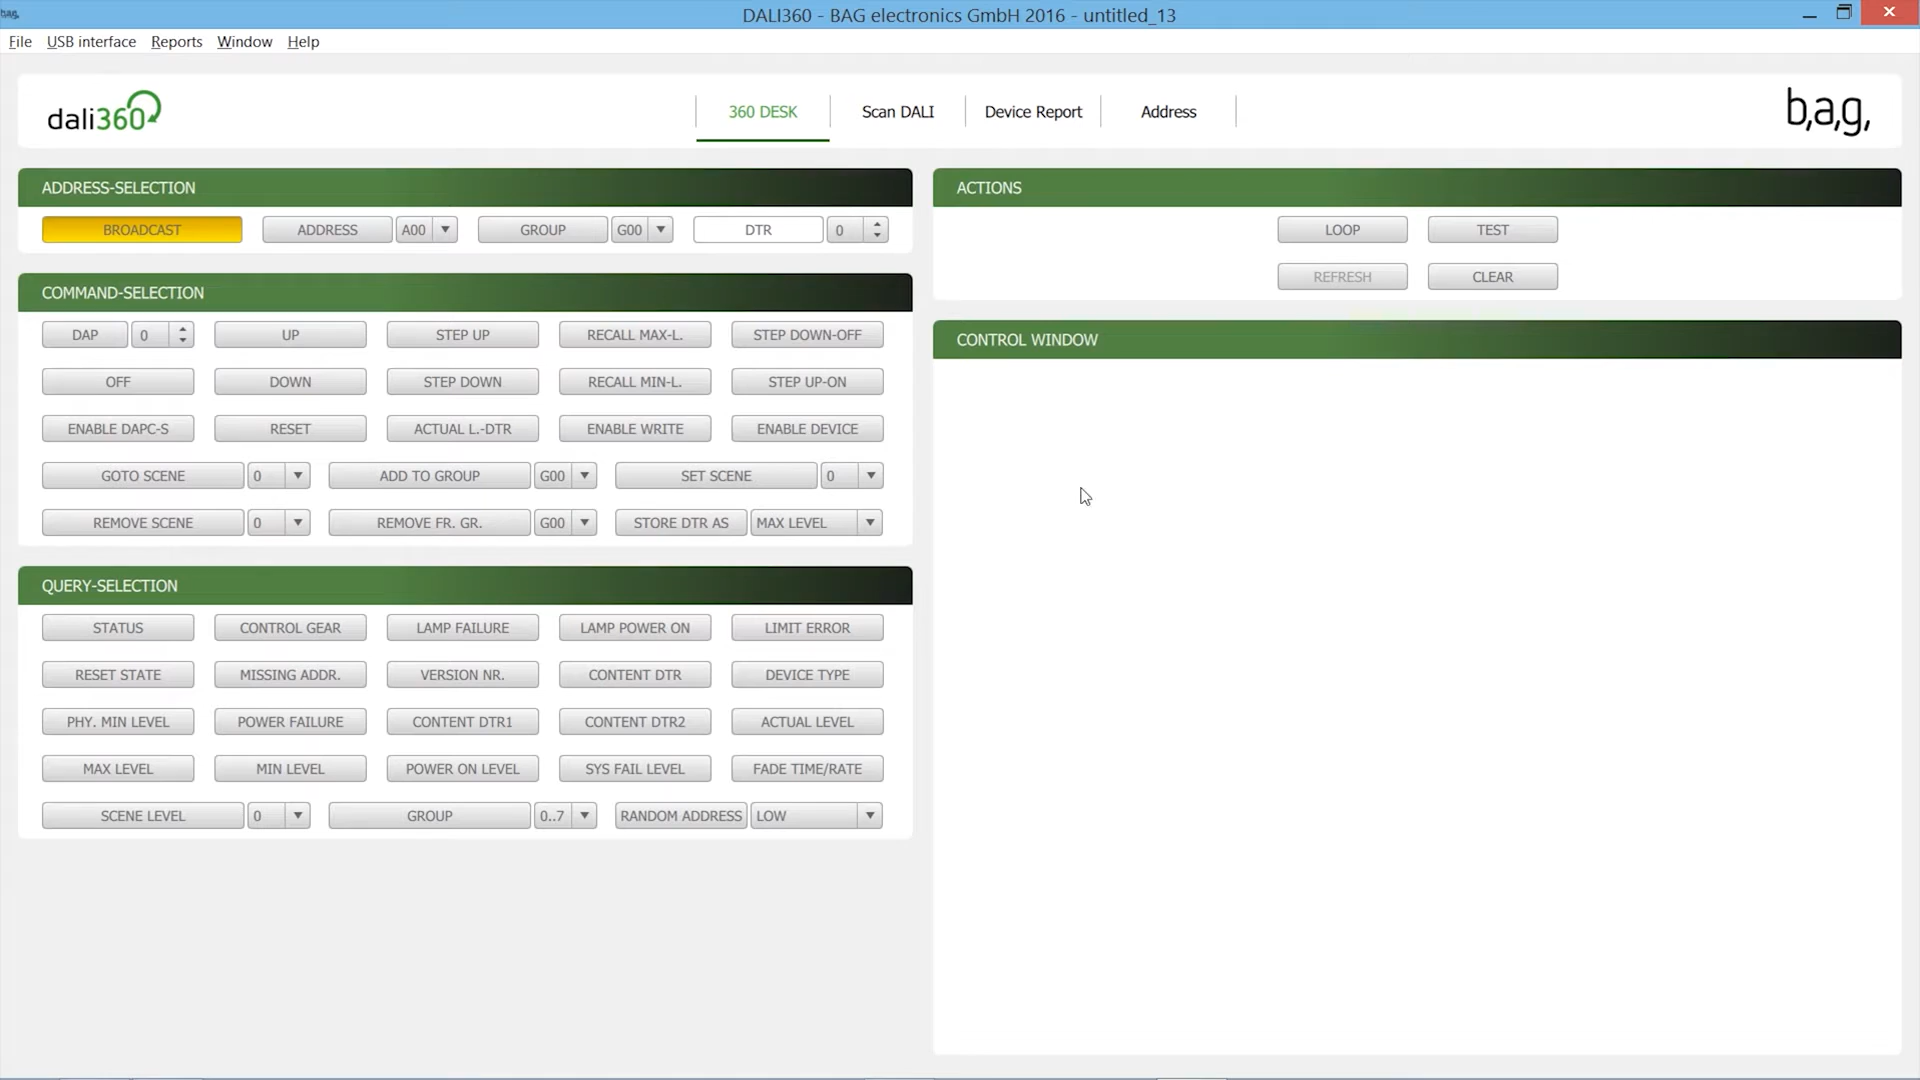 bag,
DALI360 - BAG electronics GmbH 2016 - untitled_13
File USB interface Reports Window Help
dali360
360 DESK Scan DALI Device Report Address
b,a,g,
ADDRESS-SELECTION
BROADCAST ADDRESS A00 GROUP G00 DTR 0
COMMAND-SELECTION
DAP 0 UP STEP UP RECALL MAX-L. STEP DOWN-OFF
OFF DOWN STEP DOWN RECALL MIN-L. STEP UP-ON
ENABLE DAPC-S RESET ACTUAL L.-DTR ENABLE WRITE ENABLE DEVICE
GOTO SCENE 0 ADD TO GROUP G00 SET SCENE 0
REMOVE SCENE 0 REMOVE FR. GR. G00 STORE DTR AS MAX LEVEL
QUERY-SELECTION
STATUS CONTROL GEAR LAMP FAILURE LAMP POWER ON LIMIT ERROR
RESET STATE MISSING ADDR. VERSION NR. CONTENT DTR DEVICE TYPE
PHY. MIN LEVEL POWER FAILURE CONTENT DTR1 CONTENT DTR2 ACTUAL LEVEL
MAX LEVEL MIN LEVEL POWER ON LEVEL SYS FAIL LEVEL FADE TIME/RATE
SCENE LEVEL 0 GROUP 0..7 RANDOM ADDRESS LOW
ACTIONS
LOOP TEST
REFRESH CLEAR
CONTROL WINDOW